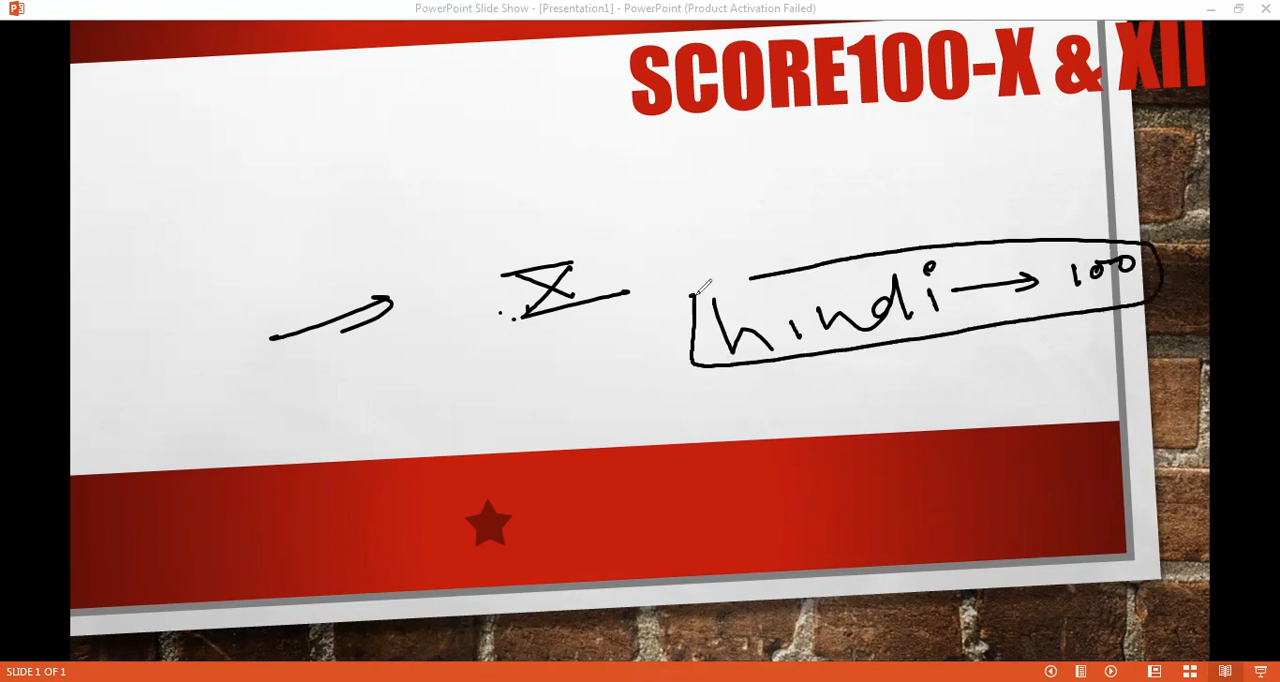 PowerPoint Slide Show - [Presentation1] - PowerPoint (Product Activation Failed)
SCORE100-X & XII
X hindi → 100
SLIDE 1 OF 1